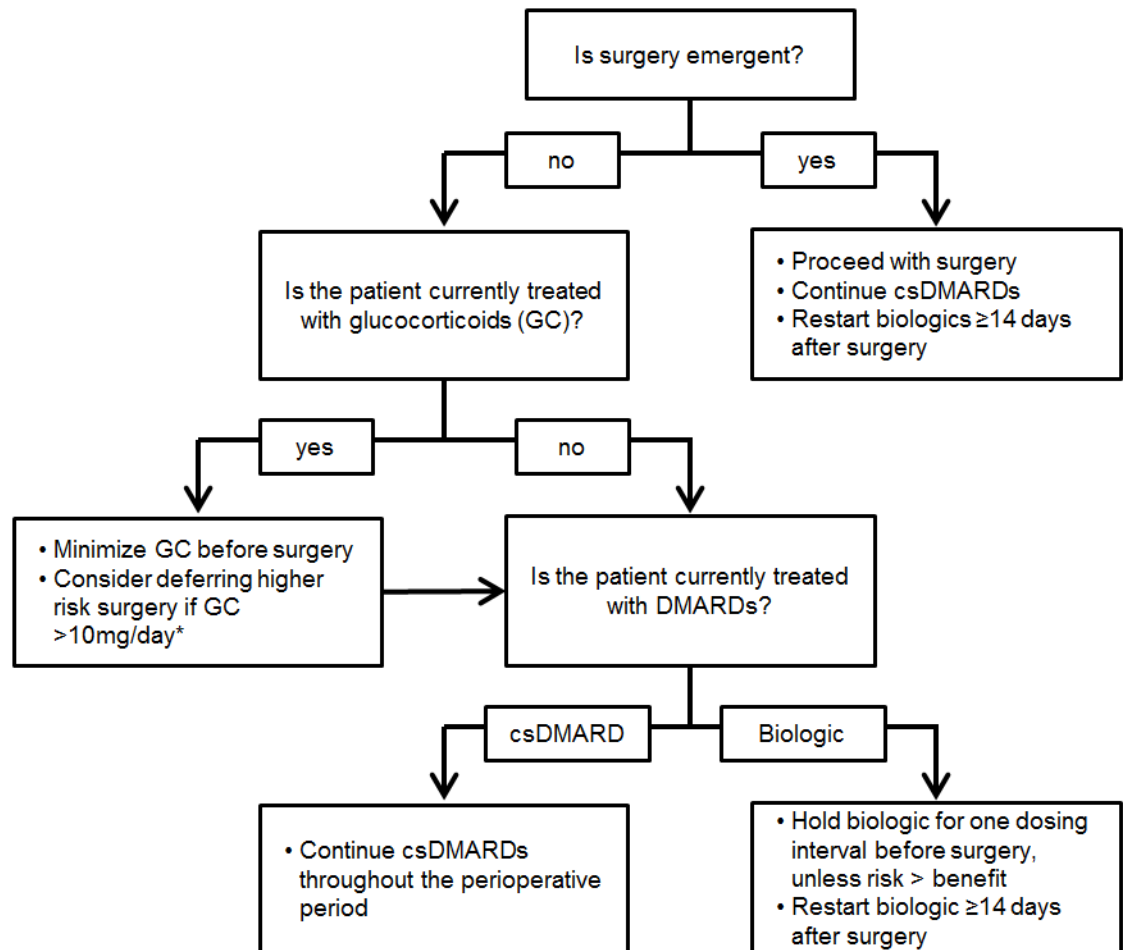 Is surgery emergent?
no
yes
Is the patient currently treated
with glucocorticoids (GC)?
• Proceed with surgery
• Continue csDMARDs
• Restart biologics ≥14 days
after surgery
yes
no
• Minimize GC before surgery
• Consider deferring higher
risk surgery if GC
>10mg/day*
Is the patient currently treated
with DMARDs?
csDMARD
Biologic
• Continue csDMARDs
throughout the perioperative
period
• Hold biologic for one dosing
interval before surgery,
unless risk > benefit
• Restart biologic ≥14 days
after surgery